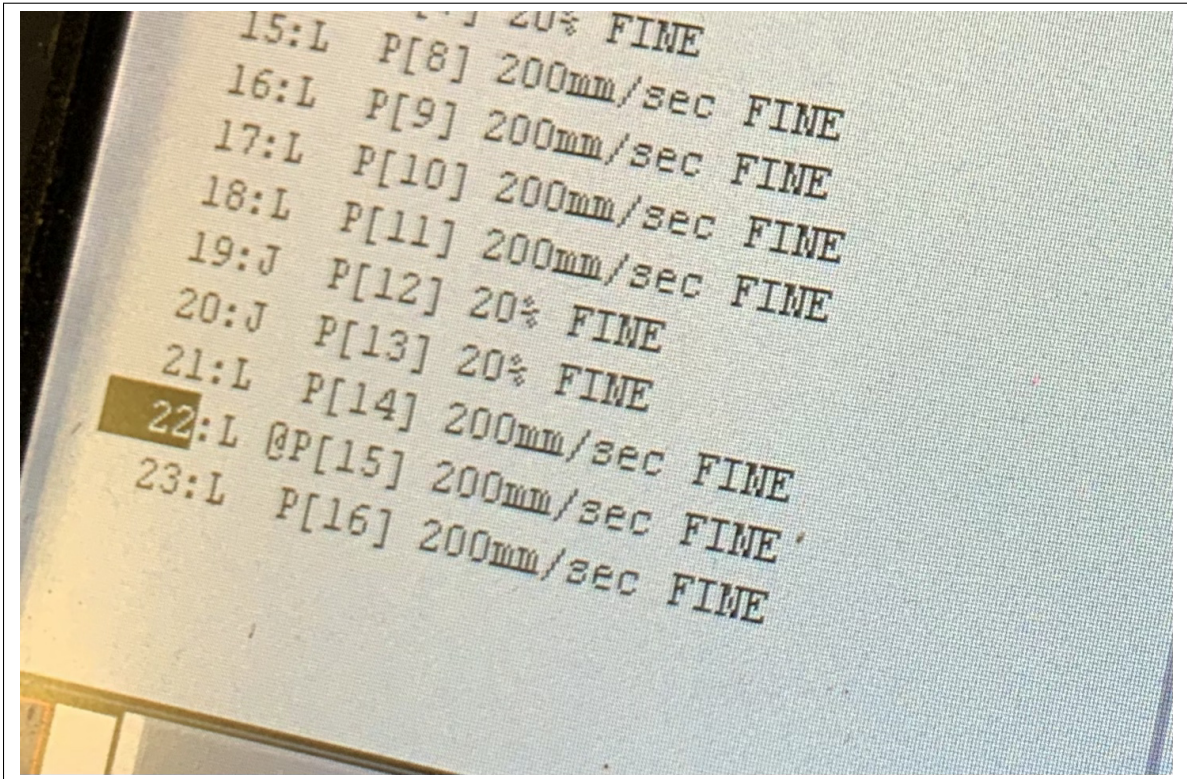 20% FINE
15:L P[8] 200mm/sec FINE
16:L P[9] 200mm/sec FINE
17:L P[10] 200mm/sec FINE
18:L P[11] 200mm/sec FINE
19:J P[12] 20% FINE
20:J P[13] 20% FINE
21:L P[14] 200mm/sec FINE
22:L @P[15] 200mm/sec FINE
23:L P[16] 200mm/sec FINE